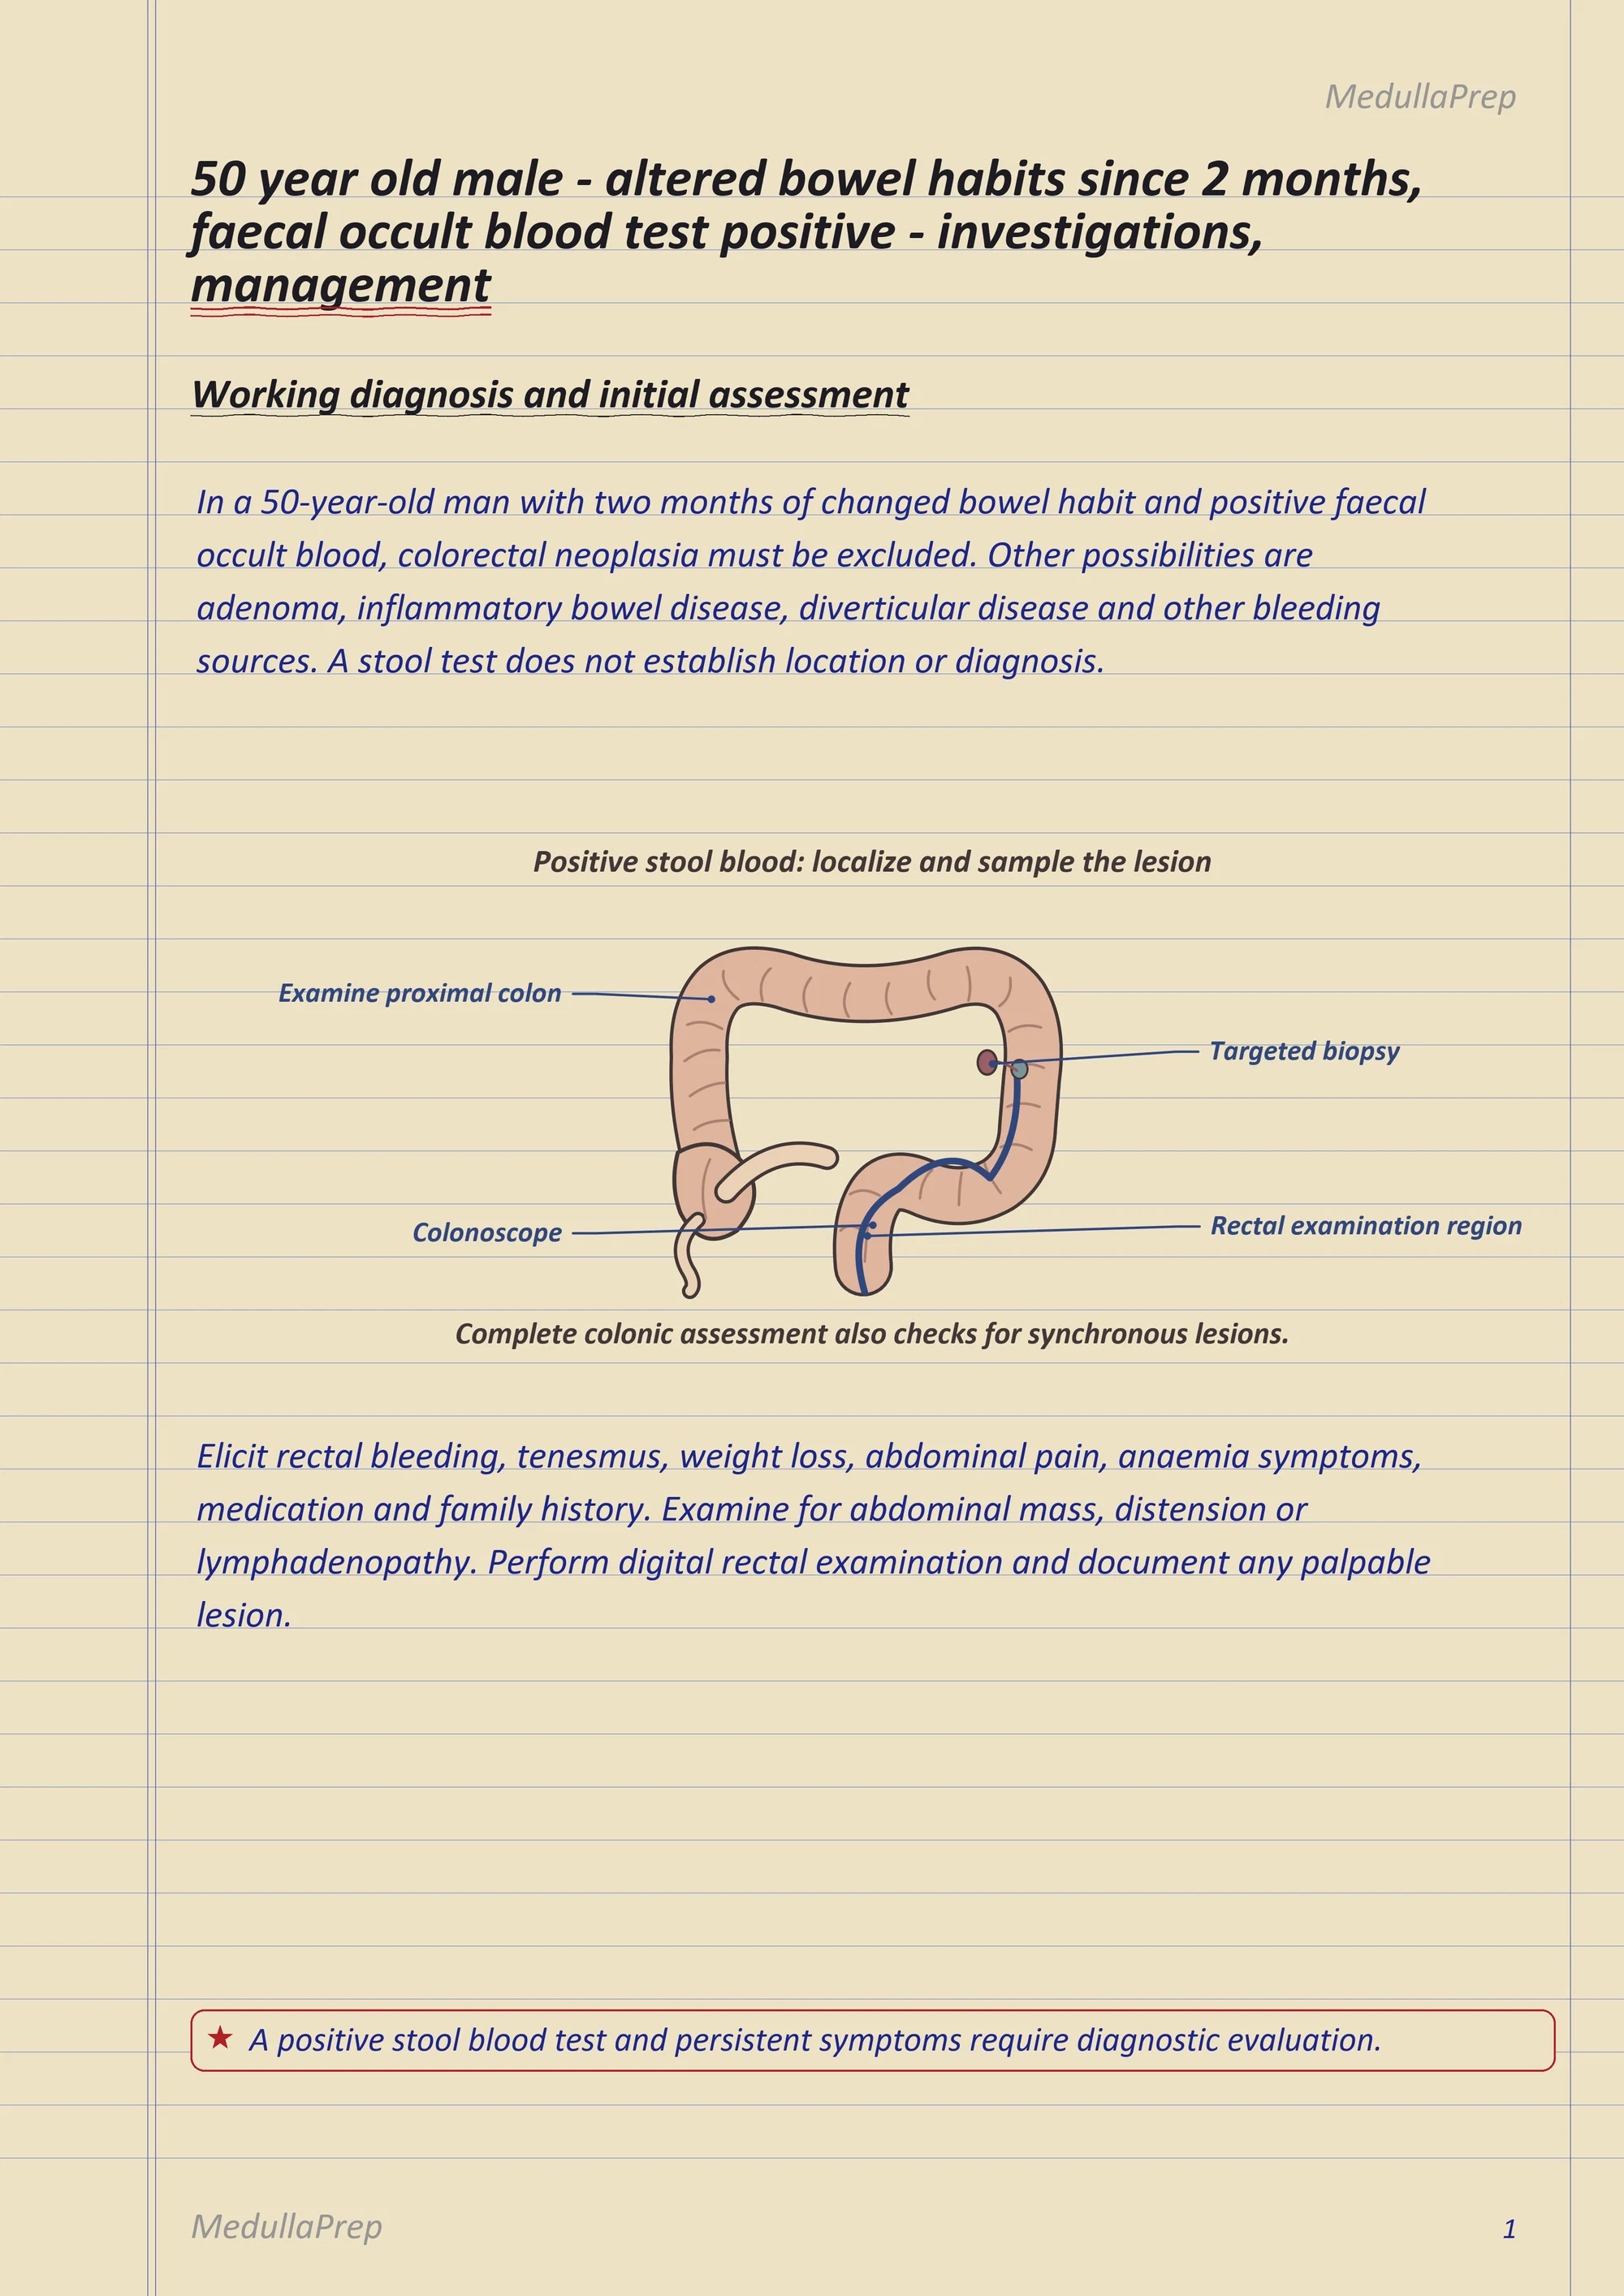 MedullaPrep
50 year old male - altered bowel habits since 2 months,
faecal occult blood test positive - investigations,
management
Working diagnosis and initial assessment
In a 50-year-old man with two months of changed bowel habit and positive faecal
occult blood, colorectal neoplasia must be excluded. Other possibilities are
adenoma, inflammatory bowel disease, diverticular disease and other bleeding
sources. A stool test does not establish location or diagnosis.
Positive stool blood: localize and sample the lesion
Examine proximal colon
Targeted biopsy
Colonoscope
Rectal examination region
Complete colonic assessment also checks for synchronous lesions.
Elicit rectal bleeding, tenesmus, weight loss, abdominal pain, anaemia symptoms,
medication and family history. Examine for abdominal mass, distension or
lymphadenopathy. Perform digital rectal examination and document any palpable
lesion.
★ A positive stool blood test and persistent symptoms require diagnostic evaluation.
MedullaPrep
1